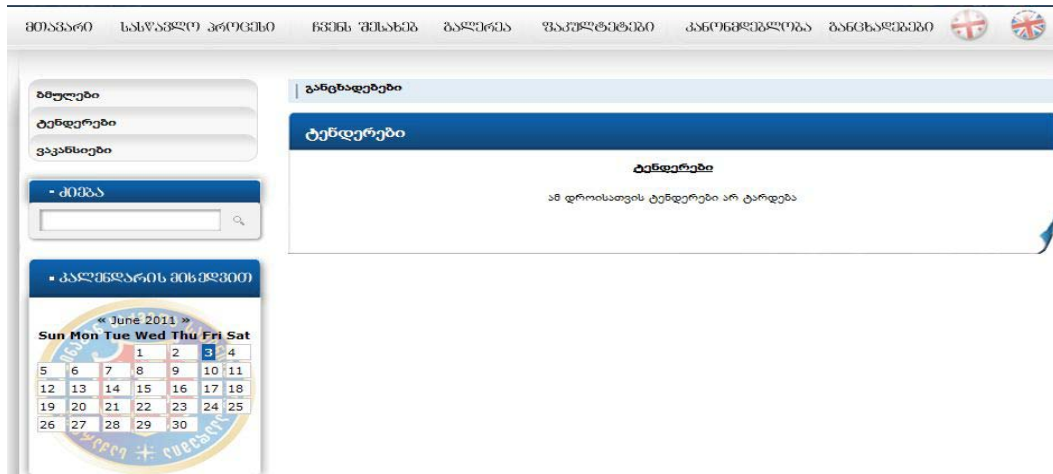 მთავარი სასწავლო პროცესი ჩვენს შესახებ გალერეა ფაკულტეტები კანონმდებლობა განცხადებები
ბმულები
ტენდერები
ვაკანსიები
ძიება
კალენდარის მიხედვით
« June 2011 »
Sun Mon Tue Wed Thu Fri Sat
1 2 3 4
5 6 7 8 9 10 11
12 13 14 15 16 17 18
19 20 21 22 23 24 25
26 27 28 29 30
განცხადებები
ტენდერები
ტენდერები
ამ დროისათვის ტენდერები არ ტარდება